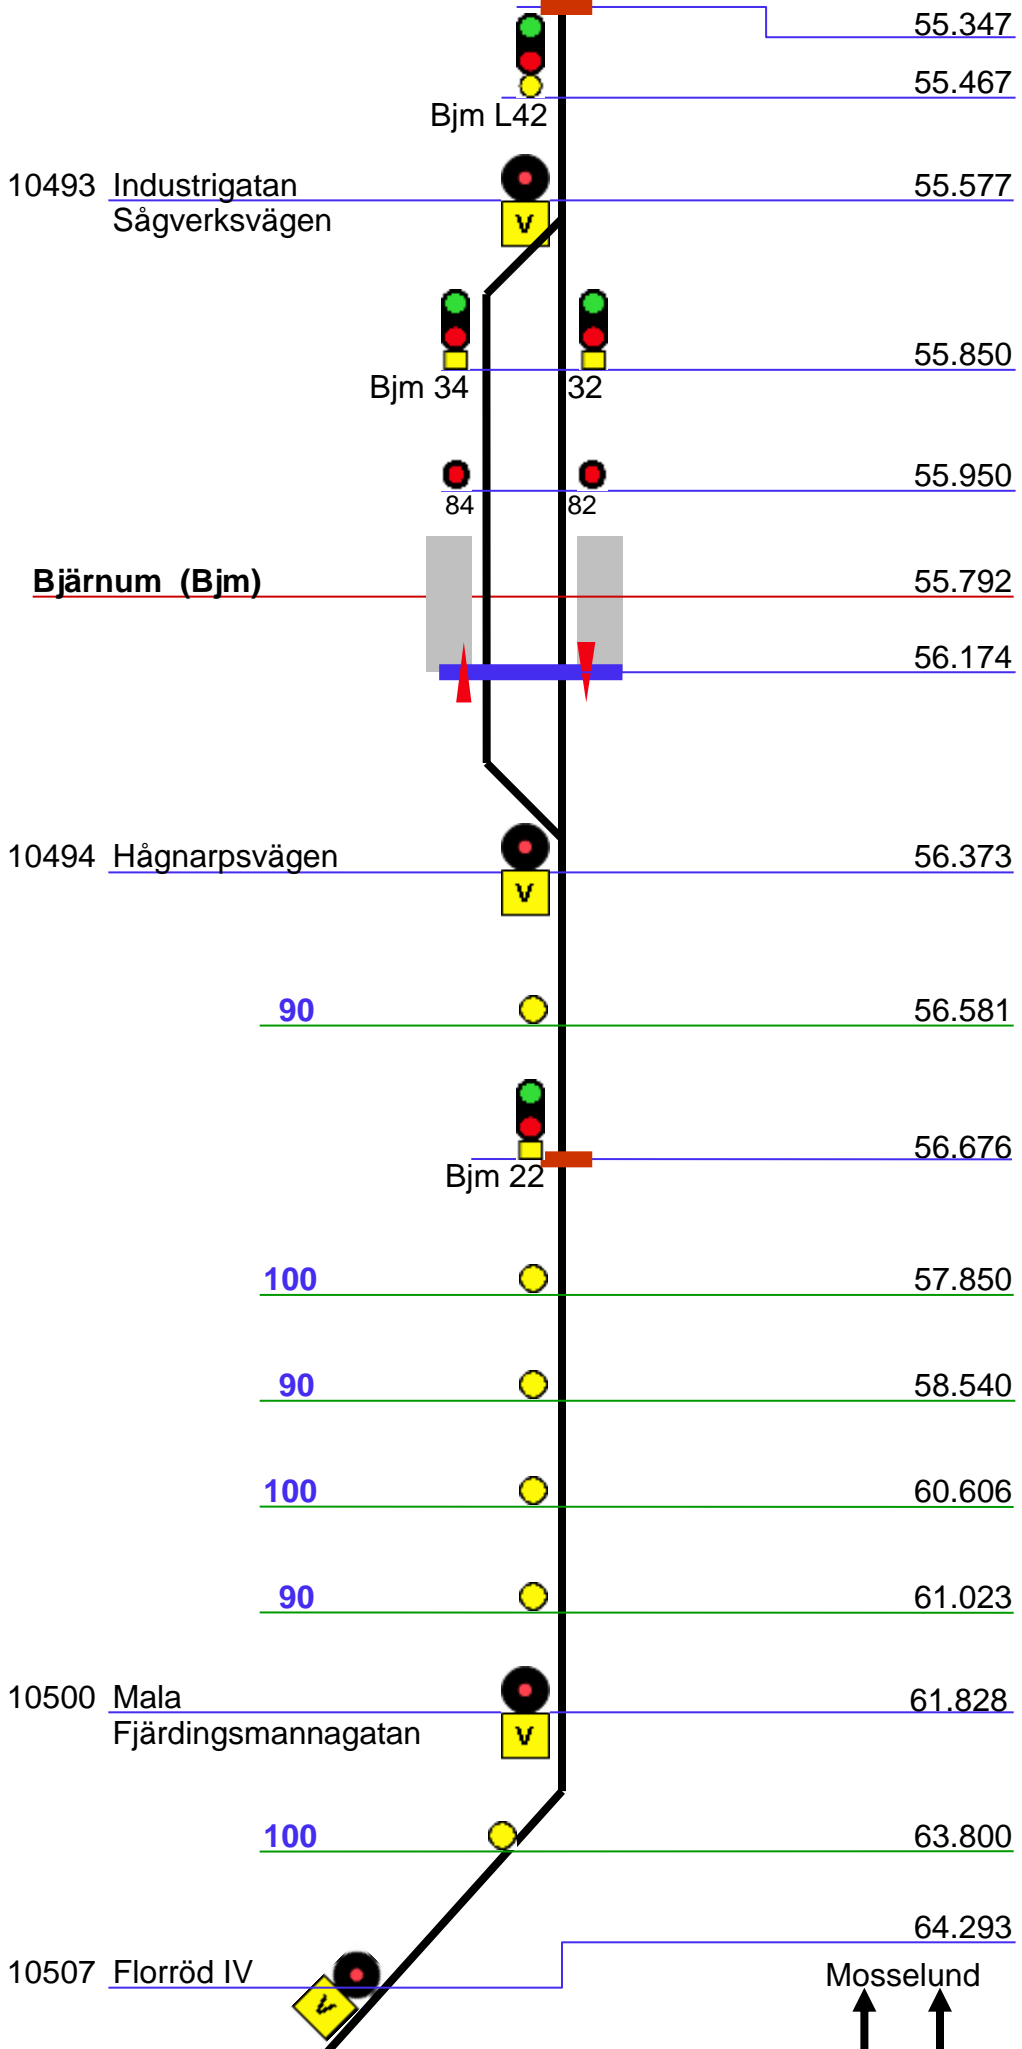 55.347
55.467
Bjm L42
10493 Industrigatan 55.577
Sågverksvägen
V
55.850
Bjm 34 32
55.950
84 82
Bjärnum (Bjm) 55.792
56.174
10494 Hågnarpsvägen 56.373
V
90 56.581
56.676
Bjm 22
100 57.850
90 58.540
100 60.606
90 61.023
10500 Mala 61.828
Fjärdingsmannagatan V
100 63.800
64.293
10507 Florröd IV Mosselund
V